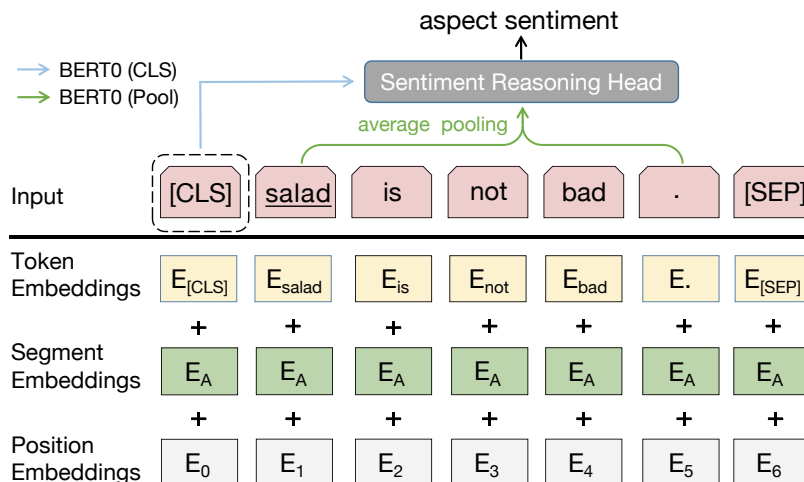 aspect sentiment
BERT0 (CLS)
BERT0 (Pool)
Sentiment Reasoning Head
average pooling
Input [CLS] salad is not bad . [SEP]
Token Embeddings E[CLS] Esalad Eis Enot Ebad E. E[SEP]
+ + + + + + +
Segment Embeddings EA EA EA EA EA EA EA
+ + + + + + +
Position Embeddings E0 E1 E2 E3 E4 E5 E6